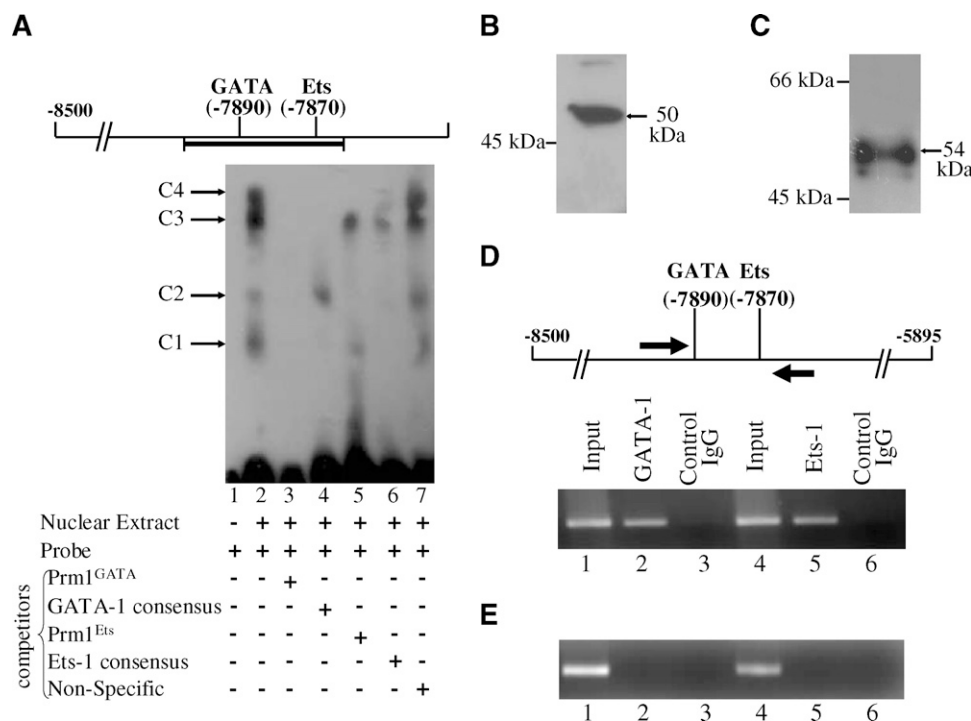 A
GATA Ets
(-7890) (-7870)
-8500
C4
C3
C2
C1
1 2 3 4 5 6 7
Nuclear Extract - + + + + + +
Probe + + + + + + +
competitors
Prm1GATA - - + - - - -
GATA-1 consensus - - - + - - -
Prm1Ets - - - - + - -
Ets-1 consensus - - - - - + -
Non-Specific - - - - - - +
B
50
kDa
45 kDa
C
66 kDa
54
kDa
45 kDa
D
GATA Ets
(-7890) (-7870)
-8500
-5895
Input GATA-1 Control IgG Input Ets-1 Control IgG
1 2 3 4 5 6
E
1 2 3 4 5 6